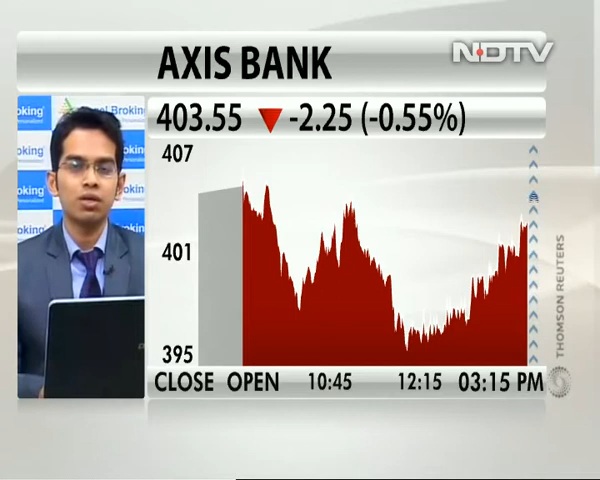 AXIS BANK
NDTV
403.55 ▼ -2.25 (-0.55%)
407
401
395
CLOSE OPEN 10:45 12:15 03:15 PM
THOMSON REUTERS
Broking